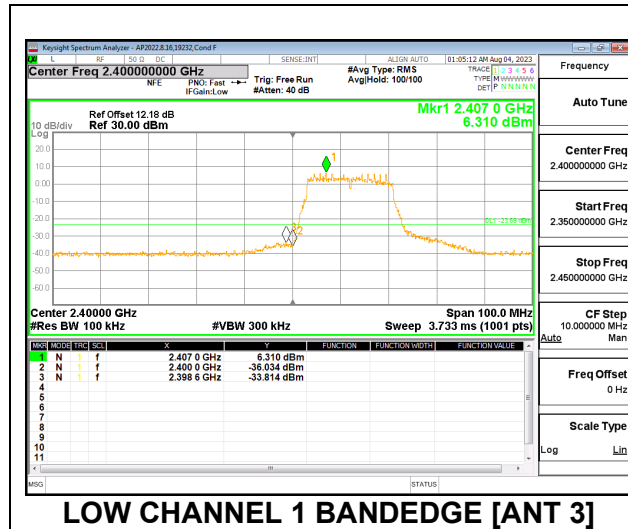 Keysight Spectrum Analyzer - AP2022.8.16,19232,Cond F
LXI L RF 50 Ω DC SENSE:INT ALIGN AUTO 01:05:12 AM Aug 04, 2023
Center Freq 2.400000000 GHz #Avg Type: RMS TRACE 1 2 3 4 5 6
NFE PNO: Fast Trig: Free Run Avg|Hold: 100/100 TYPE M WWWWW
IFGain:Low #Atten: 40 dB DET P N N N N N
Frequency
Auto Tune
Center Freq
2.400000000 GHz
Start Freq
2.350000000 GHz
Stop Freq
2.450000000 GHz
CF Step
10.000000 MHz
Auto Man
Freq Offset
0 Hz
Scale Type
Log Lin
Ref Offset 12.18 dB Mkr1 2.407 0 GHz
10 dB/div Ref 30.00 dBm 6.310 dBm
Log
20.0
1
10.0
0.00
-10.0
-20.0
DL1 -23.69 dBm
-30.0
2
-40.0
-50.0
-60.0
Center 2.40000 GHz Span 100.0 MHz
#Res BW 100 kHz #VBW 300 kHz Sweep 3.733 ms (1001 pts)
MKR MODE TRC SCL X Y FUNCTION FUNCTION WIDTH FUNCTION VALUE
1 N 1 f 2.407 0 GHz 6.310 dBm
2 N 1 f 2.400 0 GHz -36.034 dBm
3 N 1 f 2.398 6 GHz -33.814 dBm
4
5
6
7
8
9
10
11
MSG STATUS
LOW CHANNEL 1 BANDEDGE [ANT 3]